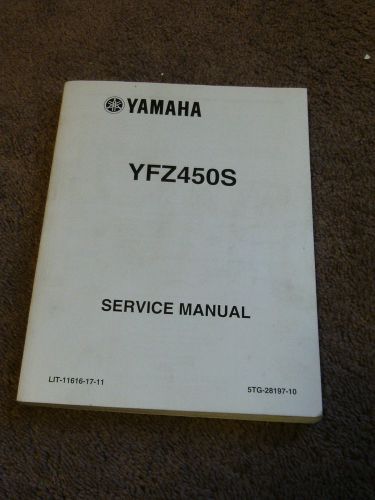 YAMAHA
YFZ450S
SERVICE MANUAL
LIT-11616-17-11
5TG-28197-10